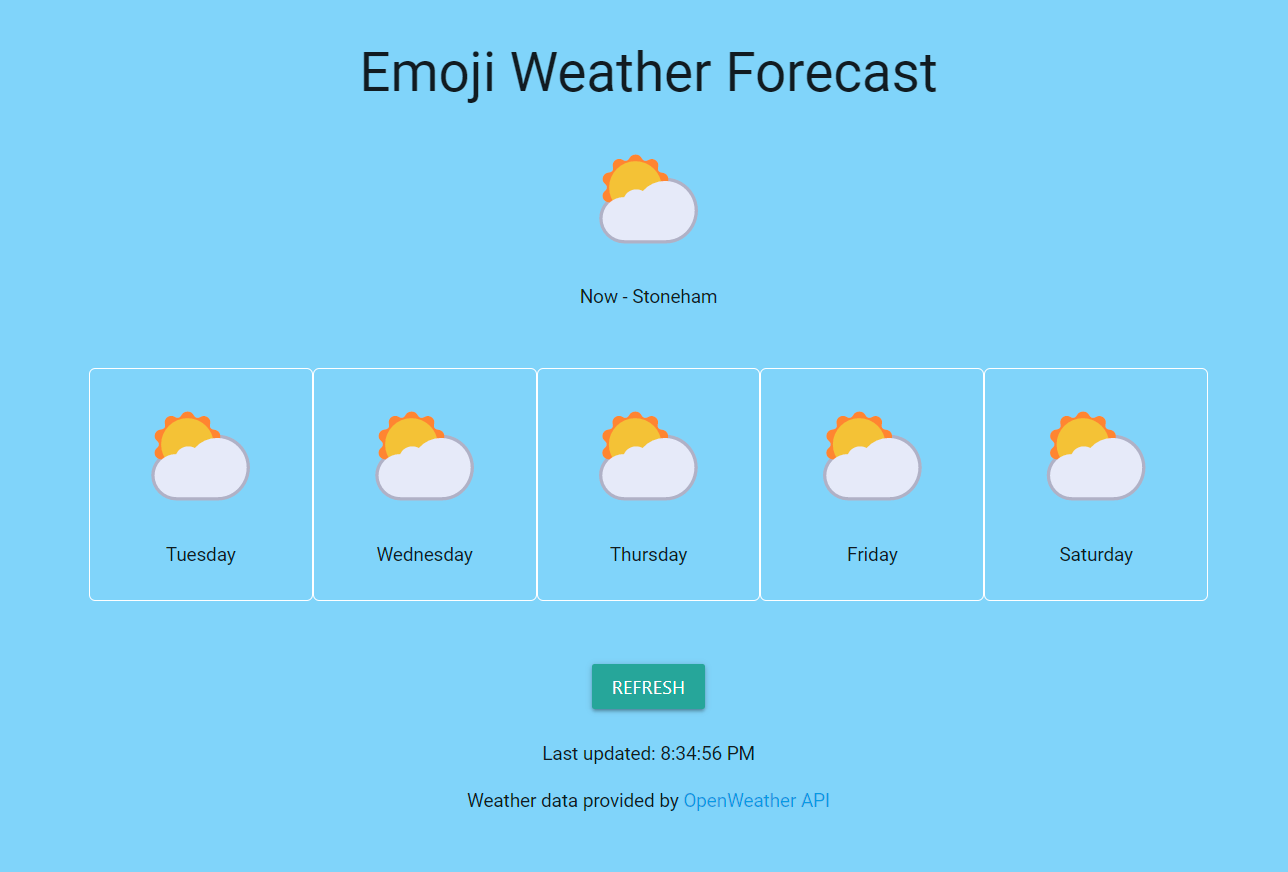 Emoji Weather Forecast
Now - Stoneham
Tuesday
Wednesday
Thursday
Friday
Saturday
REFRESH
Last updated: 8:34:56 PM
Weather data provided by OpenWeather API